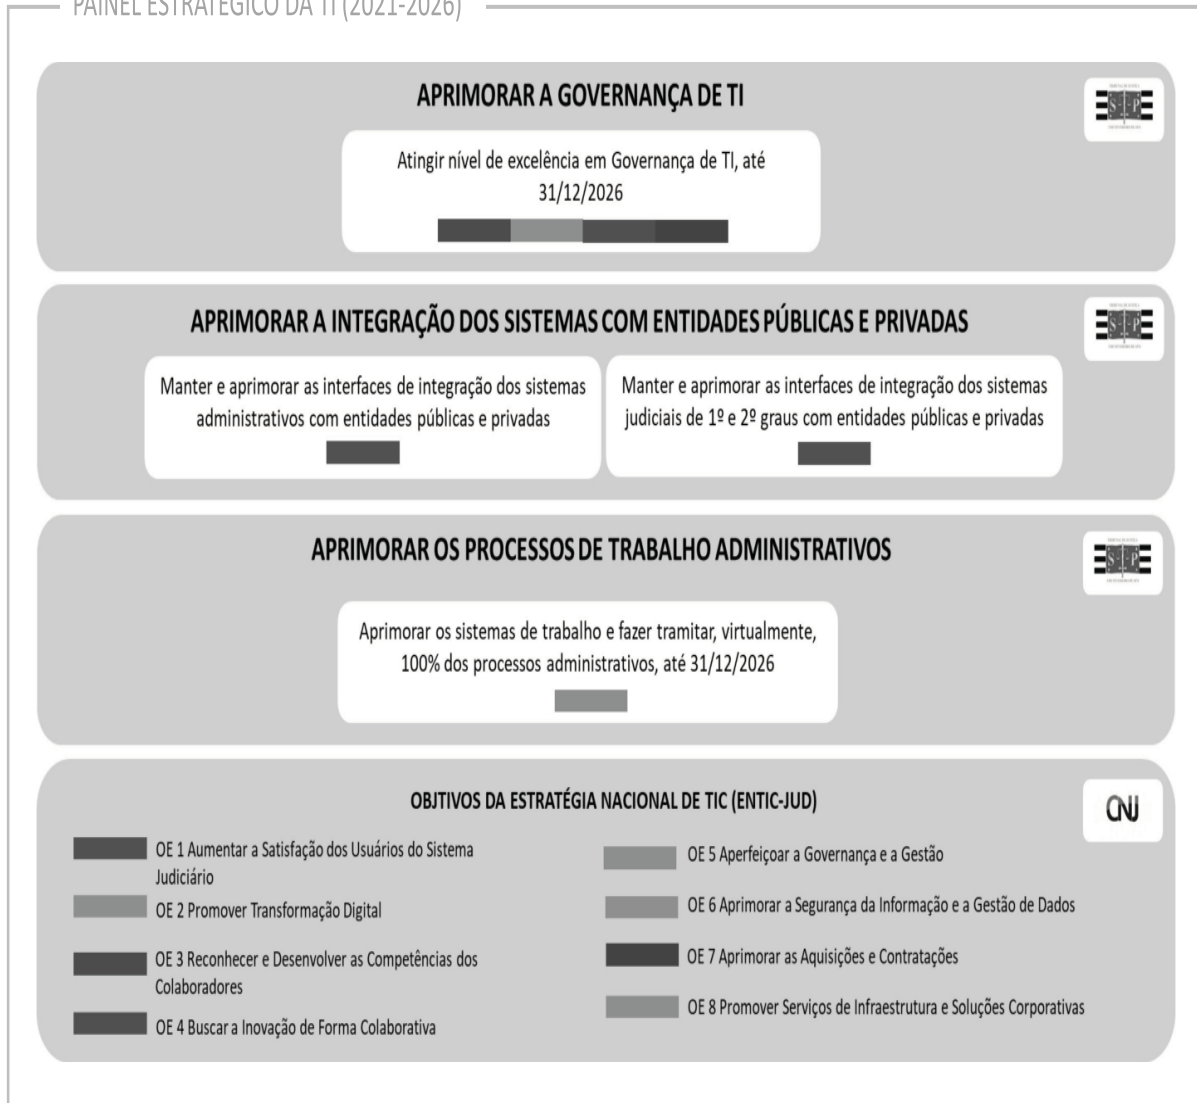 PAINEL ESTRATÉGICO DA TI (2021-2026)
APRIMORAR A GOVERNANÇA DE TI
Atingir nível de excelência em Governança de TI, até
31/12/2026
APRIMORAR A INTEGRAÇÃO DOS SISTEMAS COM ENTIDADES PÚBLICAS E PRIVADAS
Manter e aprimorar as interfaces de integração dos sistemas
administrativos com entidades públicas e privadas
Manter e aprimorar as interfaces de integração dos sistemas
judiciais de 1º e 2º graus com entidades públicas e privadas
APRIMORAR OS PROCESSOS DE TRABALHO ADMINISTRATIVOS
Aprimorar os sistemas de trabalho e fazer tramitar, virtualmente,
100% dos processos administrativos, até 31/12/2026
OBJTIVOS DA ESTRATÉGIA NACIONAL DE TIC (ENTIC-JUD)
CNJ
OE 1 Aumentar a Satisfação dos Usuários do Sistema
Judiciário
OE 2 Promover Transformação Digital
OE 3 Reconhecer e Desenvolver as Competências dos
Colaboradores
OE 4 Buscar a Inovação de Forma Colaborativa
OE 5 Aperfeiçoar a Governança e a Gestão
OE 6 Aprimorar a Segurança da Informação e a Gestão de Dados
OE 7 Aprimorar as Aquisições e Contratações
OE 8 Promover Serviços de Infraestrutura e Soluções Corporativas